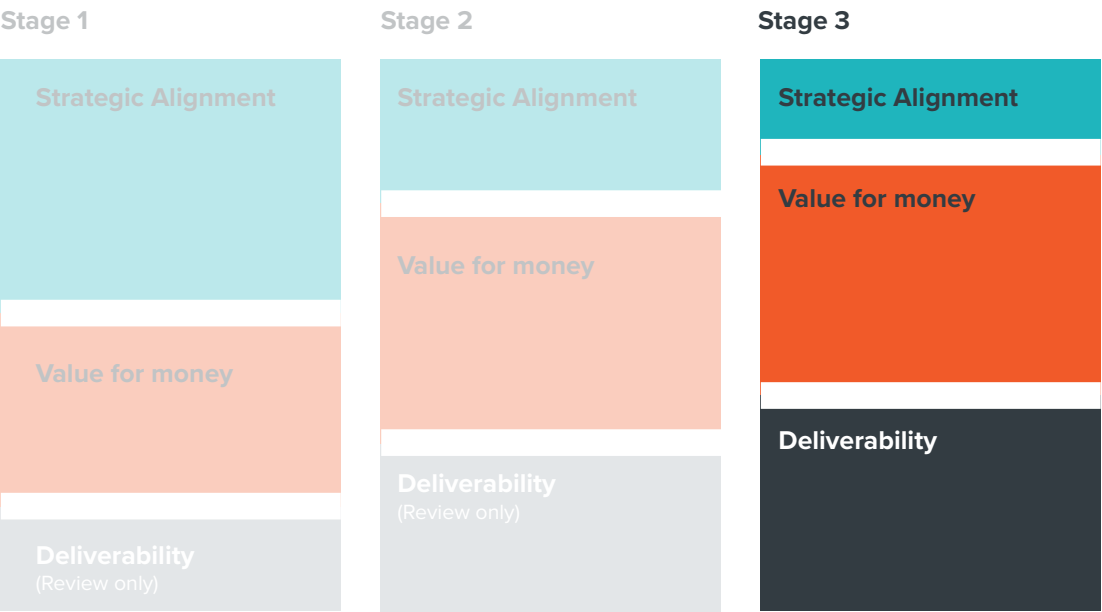 Stage 1
Strategic Alignment
Value for money
Deliverability
(Review only)
Stage 2
Strategic Alignment
Value for money
Deliverability
(Review only)
Stage 3
Strategic Alignment
Value for money
Deliverability